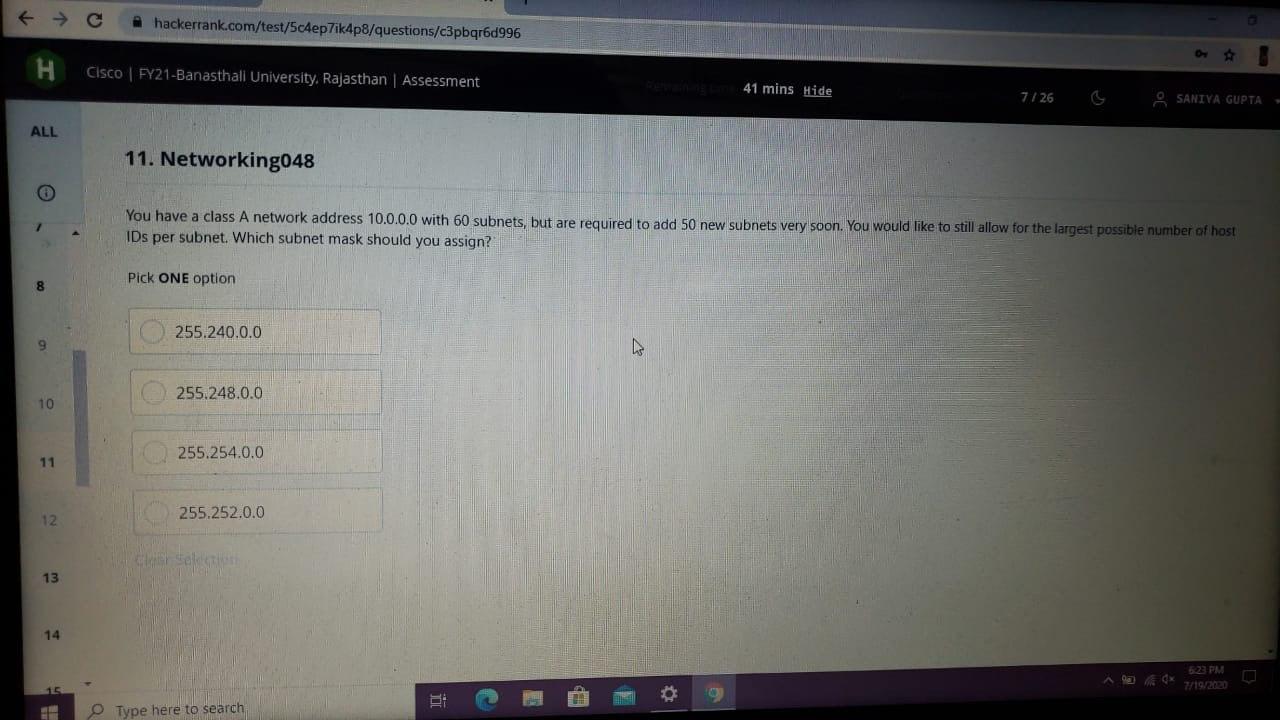 hackerrank.com/test/5c4ep7ik4p8/questions/c3pbqr6d996
H
Cisco | FY21-Banasthali University, Rajasthan | Assessment
41 mins Hide
7 / 26
SANIYA GUPTA
ALL
11. Networking048
You have a class A network address 10.0.0.0 with 60 subnets, but are required to add 50 new subnets very soon. You would like to still allow for the largest possible number of host
IDs per subnet. Which subnet mask should you assign?
Pick ONE option
255.240.0.0
255.248.0.0
255.254.0.0
255.252.0.0
Clear Selection
8
9
10
11
12
13
14
15
Type here to search
6:23 PM
7/19/2020